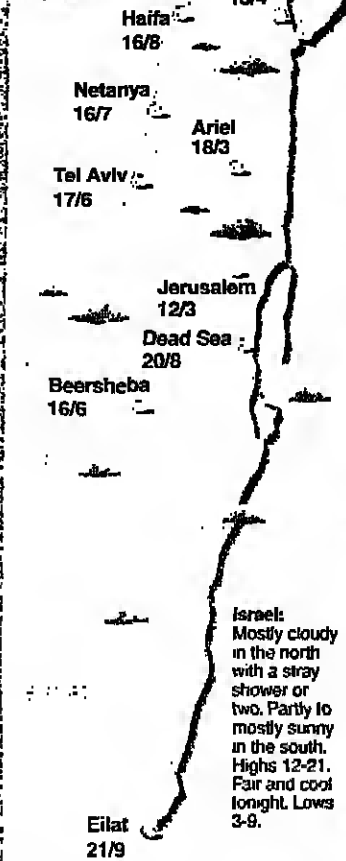 Haifa
16/8
Netanya
16/7
Ariel
18/3
Tel Aviv
17/6
Jerusalem
12/3
Dead Sea
20/8
Beersheba
16/6
Israel:
Mostly cloudy
in the north
with a stray
shower or
two. Partly to
mostly sunny
in the south.
Highs 12-21.
Fair and cool
tonight. Lows
3-9.
Eilat
21/9